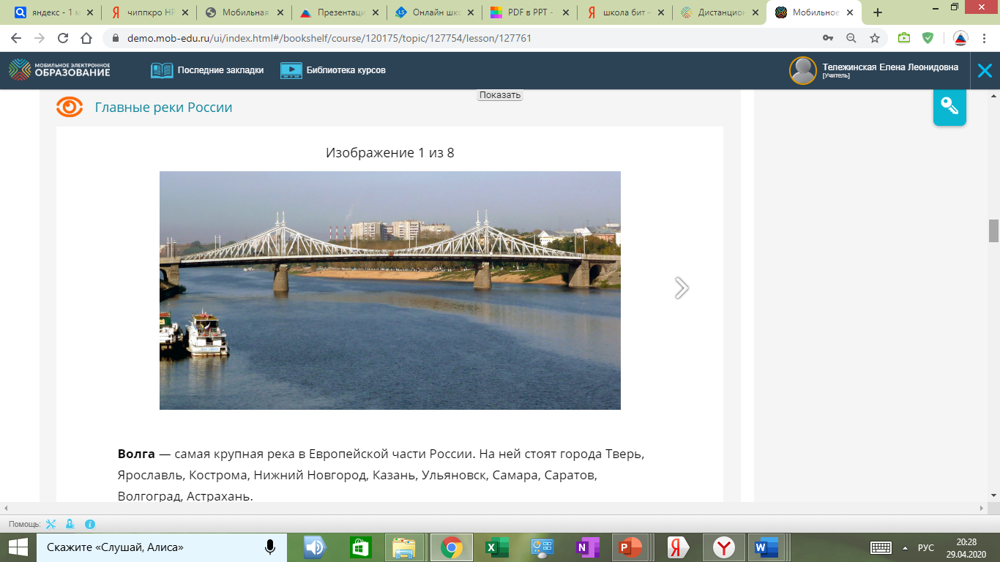 яндекс - 1 м
чиппкро НР
Мобильная
Презентаци
Онлайн шко
PDF в PPT -
школа бит –
Дистанцион
Мобильное
demo.mob-edu.ru/ui/index.html#/bookshelf/course/120175/topic/127754/lesson/127761
МОБИЛЬНОЕ ЭЛЕКТРОННОЕ
ОБРАЗОВАНИЕ
Последние закладки
Библиотека курсов
Тележинская Елена Леонидовна
[Учитель]
Показать
Главные реки России
Изображение 1 из 8
Волга — самая крупная река в Европейской части России. На ней стоят города Тверь,
Ярославль, Кострома, Нижний Новгород, Казань, Ульяновск, Самара, Саратов,
Волгоград, Астрахань.
Помощь:
Скажите «Слушай, Алиса»
РУС
20:28
29.04.2020